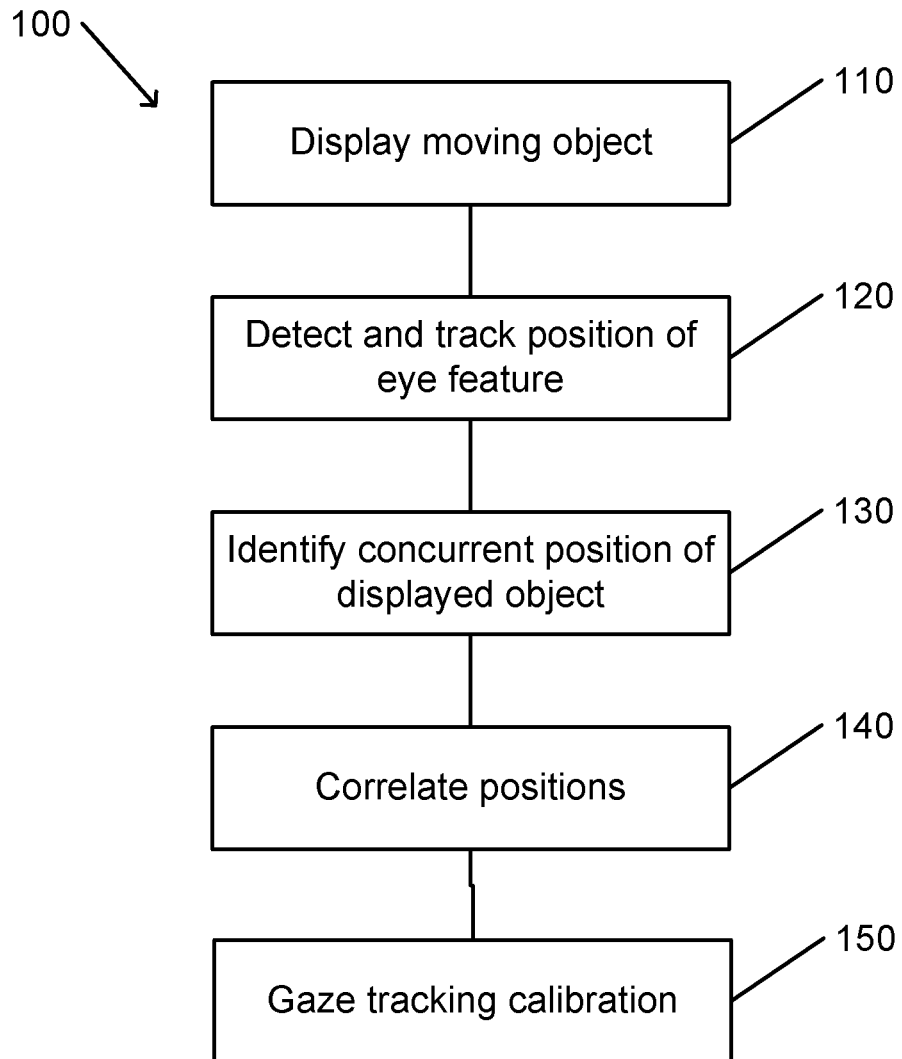 100
110
Display moving object
120
Detect and track position of
eye feature
130
Identify concurrent position of
displayed object
140
Correlate positions
150
Gaze tracking calibration